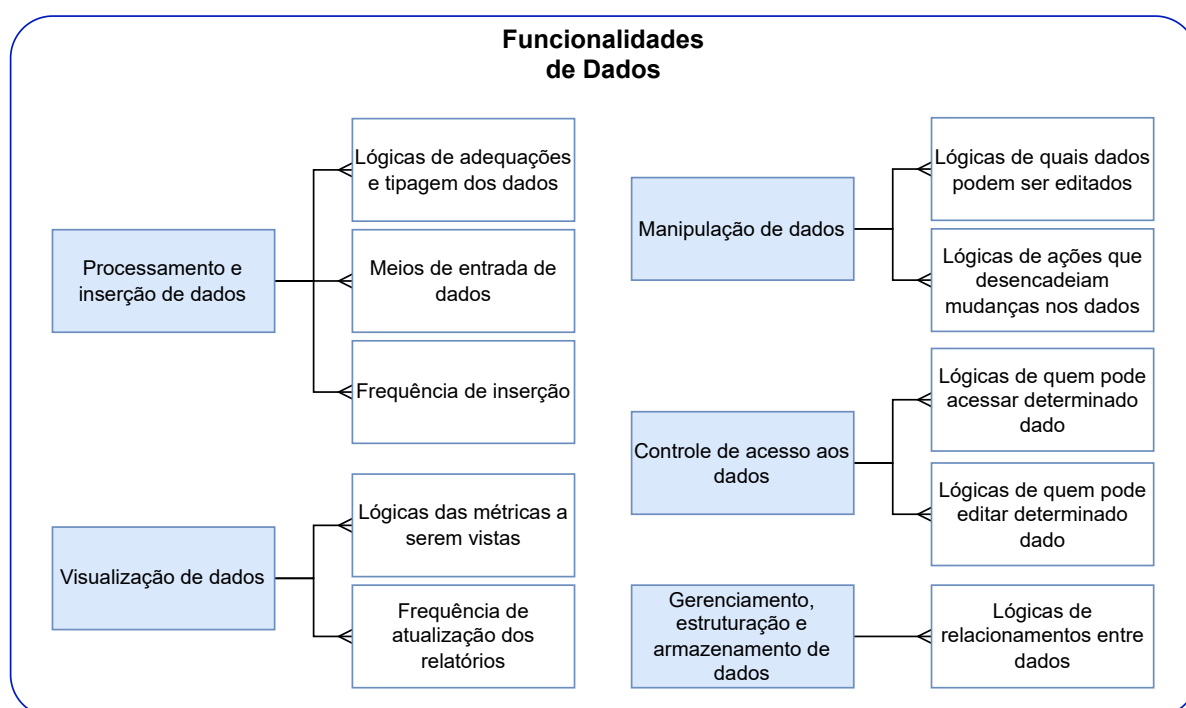 Funcionalidades
de Dados
Processamento e
inserção de dados
Lógicas de adequações
e tipagem dos dados
Meios de entrada de
dados
Frequência de inserção
Visualização de dados
Lógicas das métricas a
serem vistas
Frequência de
atualização dos
relatórios
Manipulação de dados
Lógicas de quais dados
podem ser editados
Lógicas de ações que
desencadeiam
mudanças nos dados
Controle de acesso aos
dados
Lógicas de quem pode
acessar determinado
dado
Lógicas de quem pode
editar determinado
dado
Gerenciamento,
estruturação e
armazenamento de
dados
Lógicas de
relacionamentos entre
dados